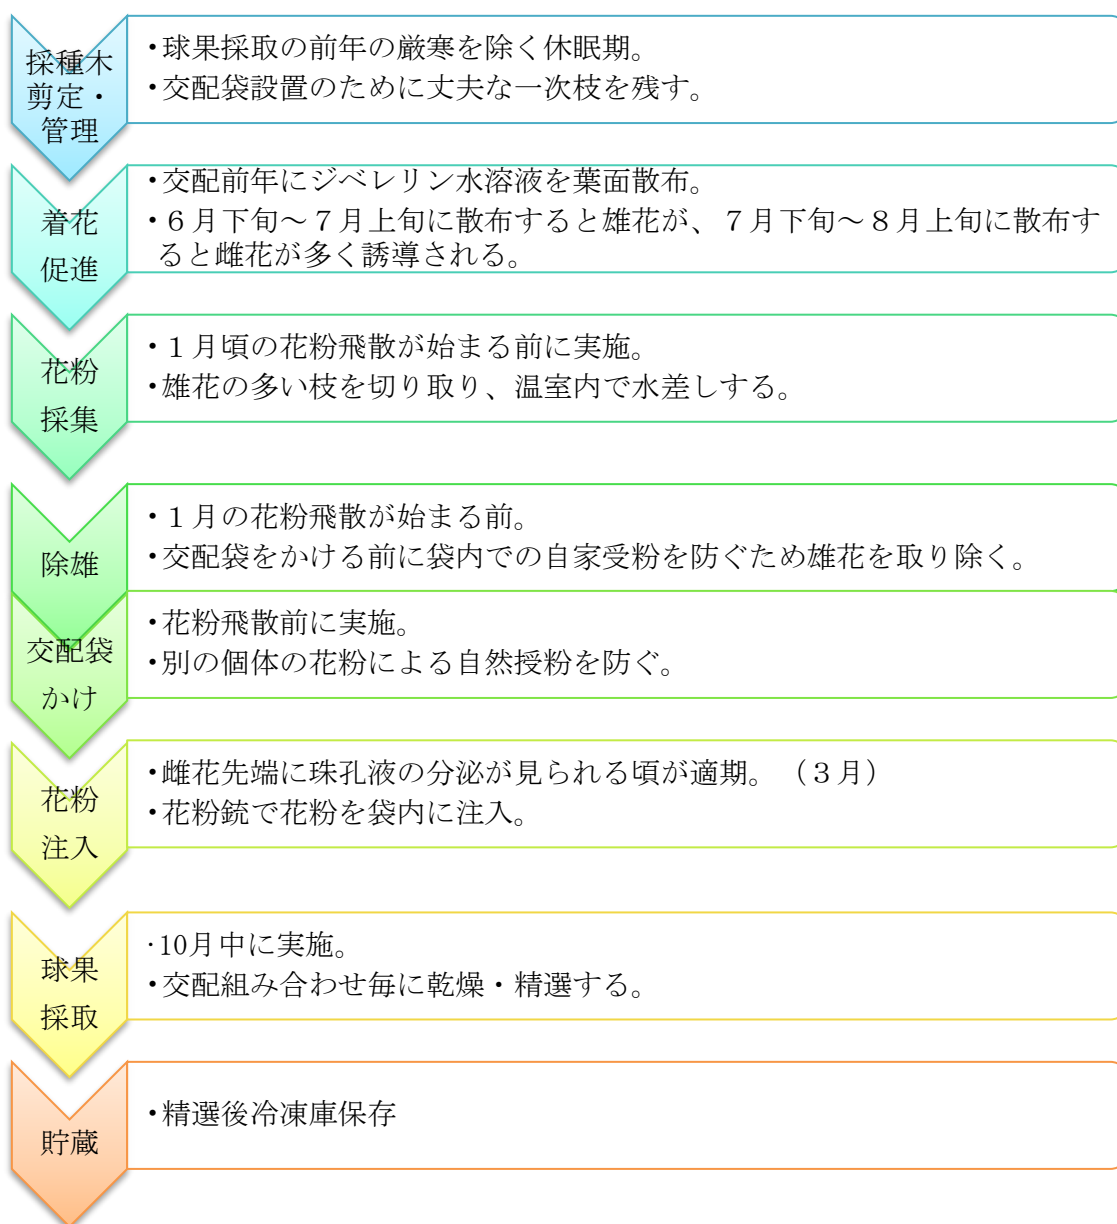 採種木
剪定・
管理
・球果採取の前年の厳寒を除く休眠期。
・交配袋設置のために丈夫な一次枝を残す。
着花
促進
・交配前年にジベレリン水溶液を葉面散布。
・６月下旬～７月上旬に散布すると雄花が、７月下旬～８月上旬に散布す
ると雌花が多く誘導される。
花粉
採集
・１月頃の花粉飛散が始まる前に実施。
・雄花の多い枝を切り取り、温室内で水差しする。
除雄
・１月の花粉飛散が始まる前。
・交配袋をかける前に袋内での自家受粉を防ぐため雄花を取り除く。
交配袋
かけ
・花粉飛散前に実施。
・別の個体の花粉による自然授粉を防ぐ。
花粉
注入
・雌花先端に珠孔液の分泌が見られる頃が適期。（３月）
・花粉銃で花粉を袋内に注入。
球果
採取
・10月中に実施。
・交配組み合わせ毎に乾燥・精選する。
貯蔵
・精選後冷凍庫保存